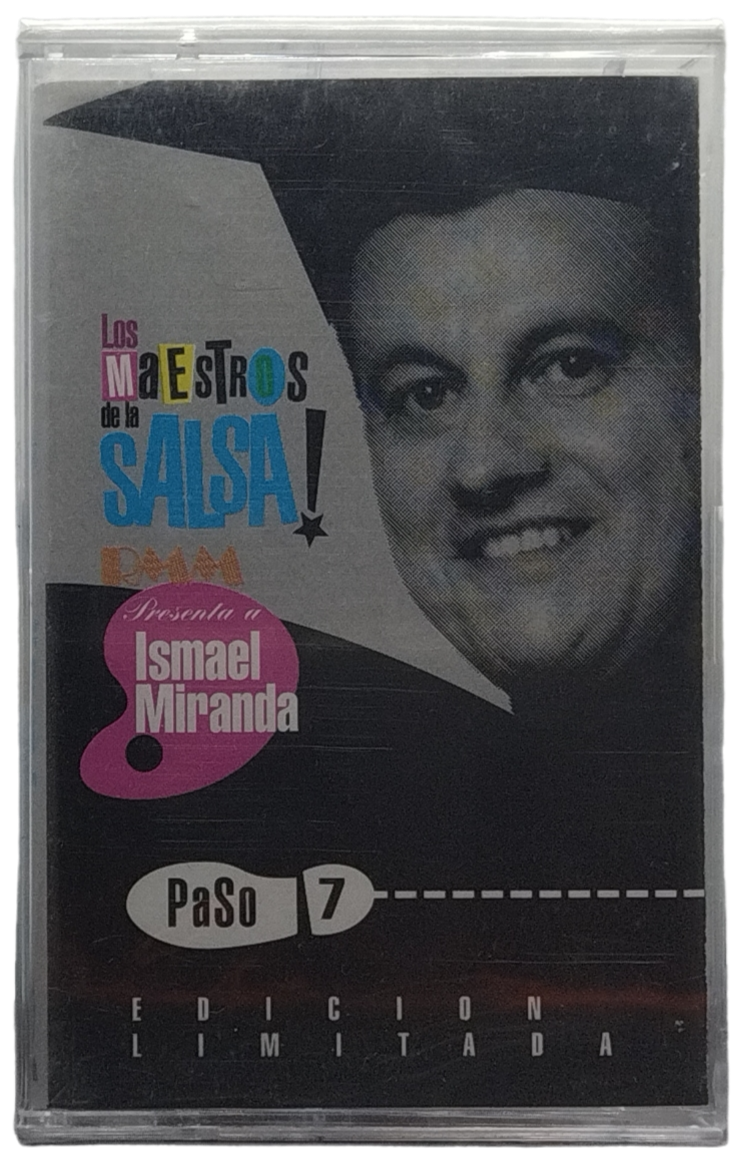 Los
MaEsTROS
de la
SALSA!
RMM
Presenta a
Ismael
Miranda
PaSo 7
EDICION
LIMITADA